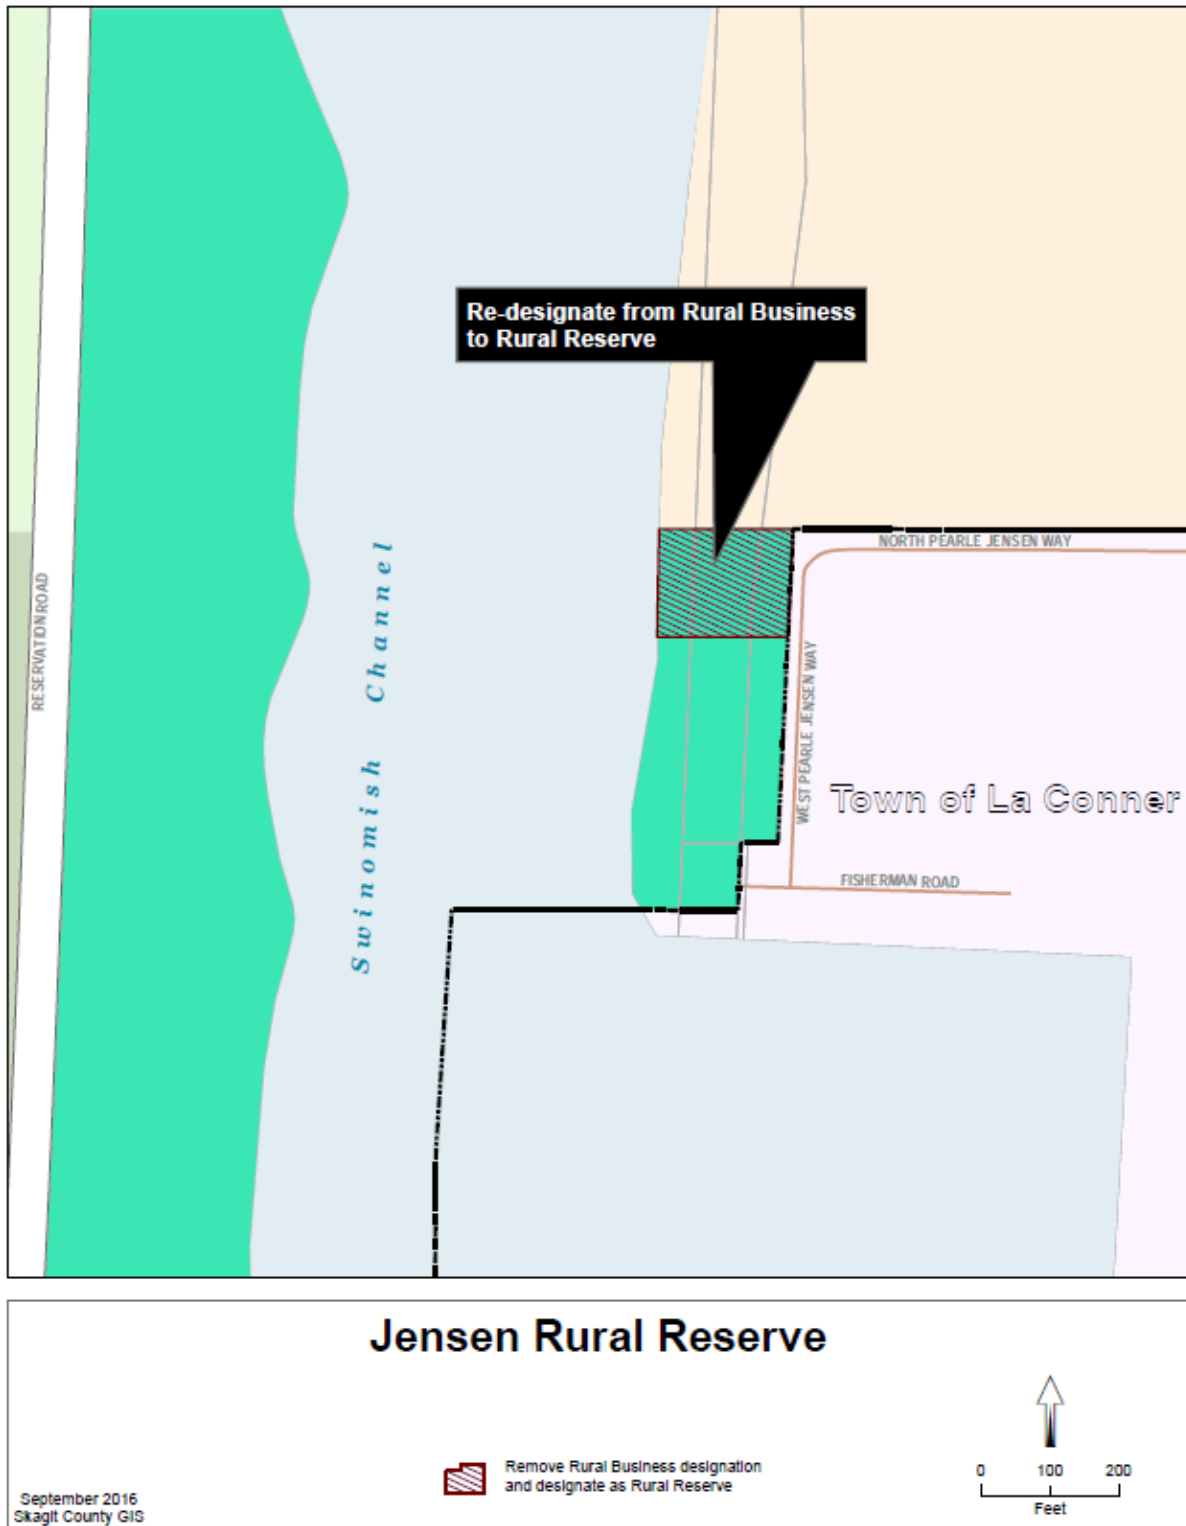 Re-designate from Rural Business
to Rural Reserve
NORTH PEARLE JENSEN WAY
RESERVATION ROAD
Swinomish Channel
WEST PEARLE JENSEN WAY
Town of La Conner
FISHERMAN ROAD
Jensen Rural Reserve
Remove Rural Business designation
and designate as Rural Reserve
0 100 200
Feet
September 2016
Skagit County GIS